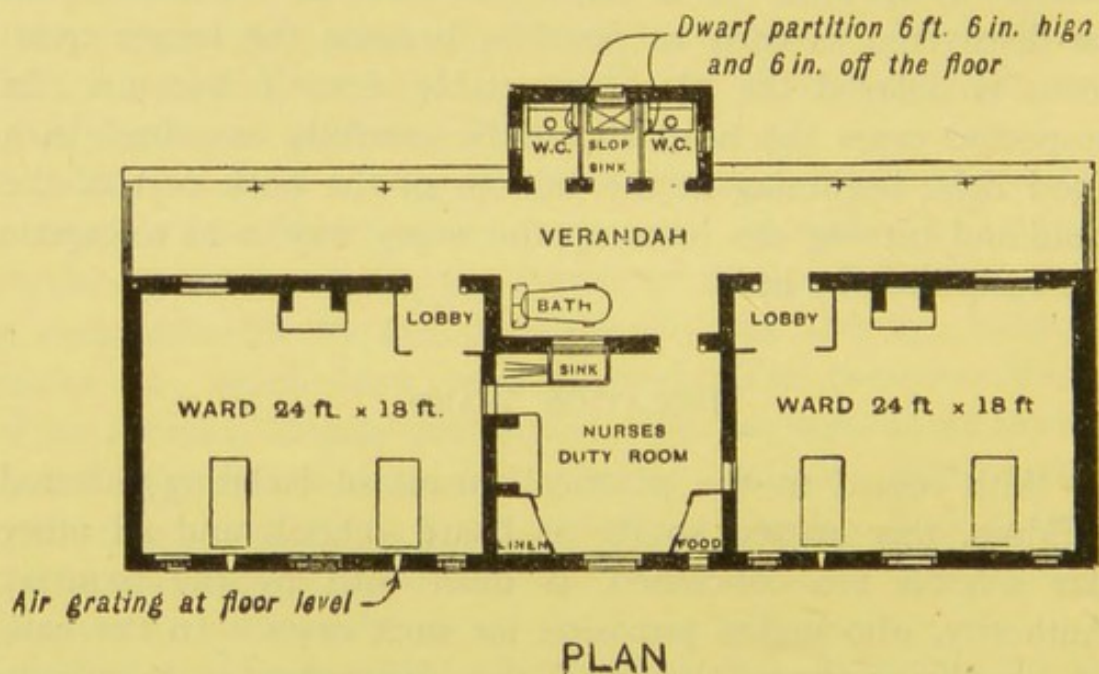 Dwarf partition 6 ft. 6 in. high
and 6 in. off the floor
W.C.
SLOP
SINK
W.C.
VERANDAH
BATH
LOBBY
LOBBY
SINK
WARD 24 ft. x 18 ft.
WARD 24 ft. x 18 ft
NURSES
DUTY ROOM
LINEN
FOOD
Air grating at floor level
PLAN